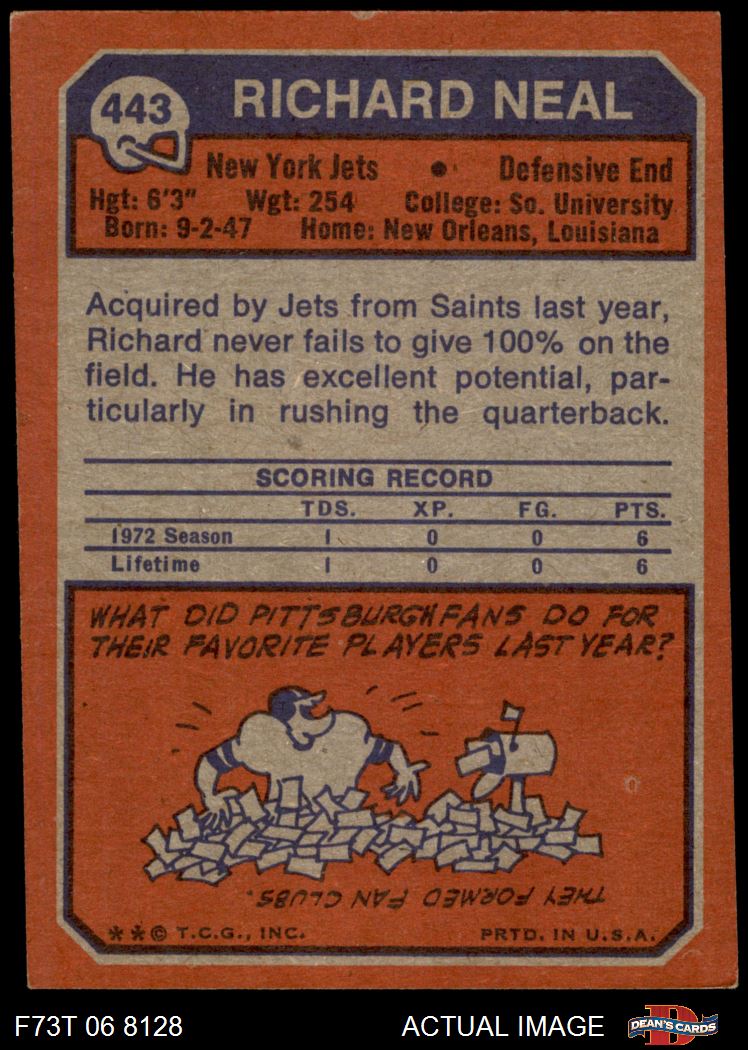 443
RICHARD NEAL
New York Jets • Defensive End
Hgt: 6'3" Wgt: 254 College: So. University
Born: 9-2-47 Home: New Orleans, Louisiana
Acquired by Jets from Saints last year,
Richard never fails to give 100% on the
field. He has excellent potential, par-
ticularly in rushing the quarterback.
SCORING RECORD
TDS. XP. FG. PTS.
1972 Season 1 0 0 6
Lifetime 1 0 0 6
WHAT DID PITTSBURGH FANS DO FOR
THEIR FAVORITE PLAYERS LAST YEAR?
THEY FORMED FAN CLUBS.
**© T.C.G., INC. PRTD. IN U.S.A.
F73T 06 8128 ACTUAL IMAGE D DEAN'S CARDS